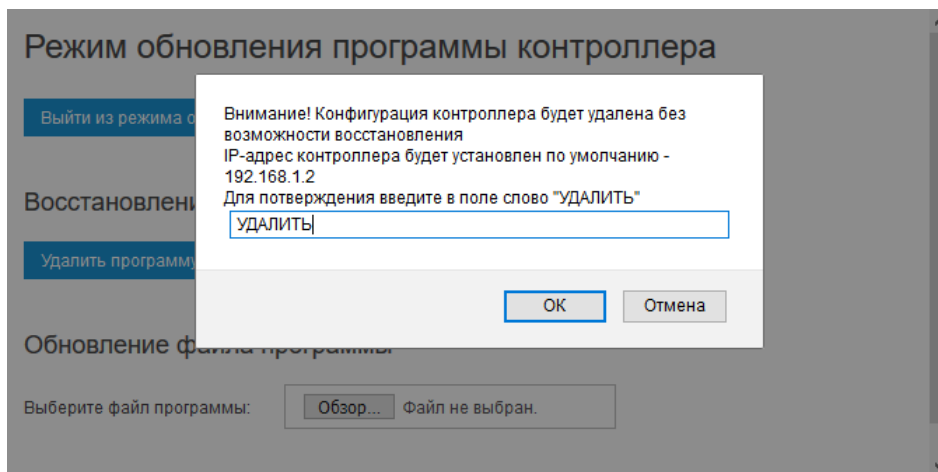 Режим обновления программы контроллера
Выйти из режима о
Внимание! Конфигурация контроллера будет удалена без
возможности восстановления
IP-адрес контроллера будет установлен по умолчанию -
192.168.1.2
Для потверждения введите в поле слово "УДАЛИТЬ"
УДАЛИТЬ
Восстановлени
Удалить программу
ОК
Отмена
Обновление файла программы
Выберите файл программы:
Обзор...
Файл не выбран.